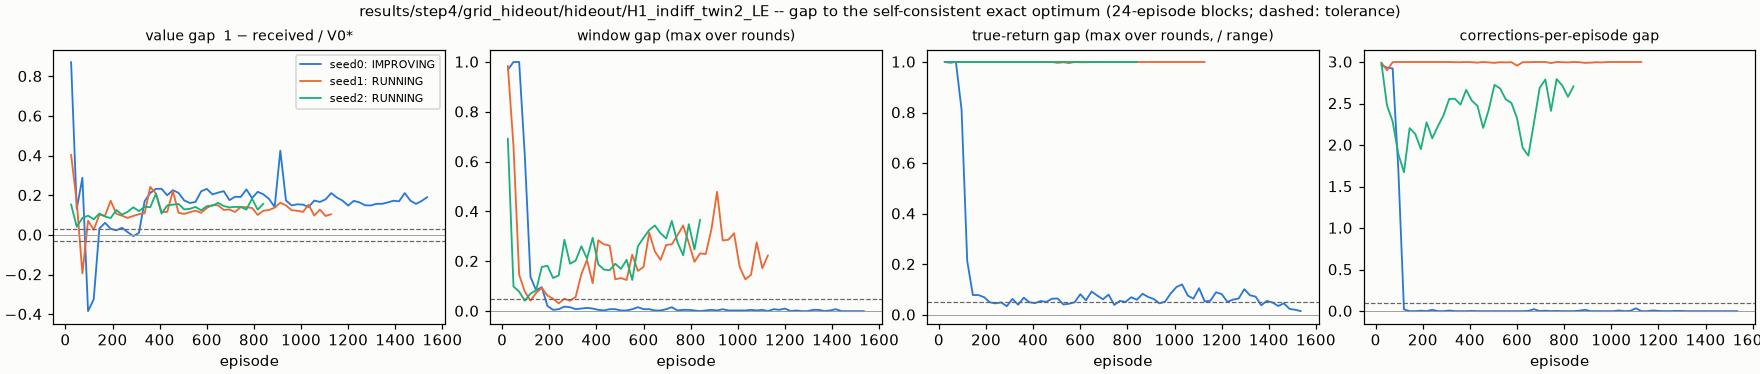 results/step4/grid_hideout/hideout/H1_indiff_twin2_LE -- gap to the self-consistent exact optimum (24-episode blocks; dashed: tolerance)
value gap 1 − received / V0*
0.8
0.6
0.4
0.2
0.0
−0.2
−0.4
seed0: IMPROVING
seed1: RUNNING
seed2: RUNNING
0 200 400 600 800 1000 1200 1400 1600
episode
window gap (max over rounds)
1.0
0.8
0.6
0.4
0.2
0.0
0 200 400 600 800 1000 1200 1400 1600
episode
true-return gap (max over rounds, / range)
1.0
0.8
0.6
0.4
0.2
0.0
0 200 400 600 800 1000 1200 1400 1600
episode
corrections-per-episode gap
3.0
2.5
2.0
1.5
1.0
0.5
0.0
0 200 400 600 800 1000 1200 1400 160
episode